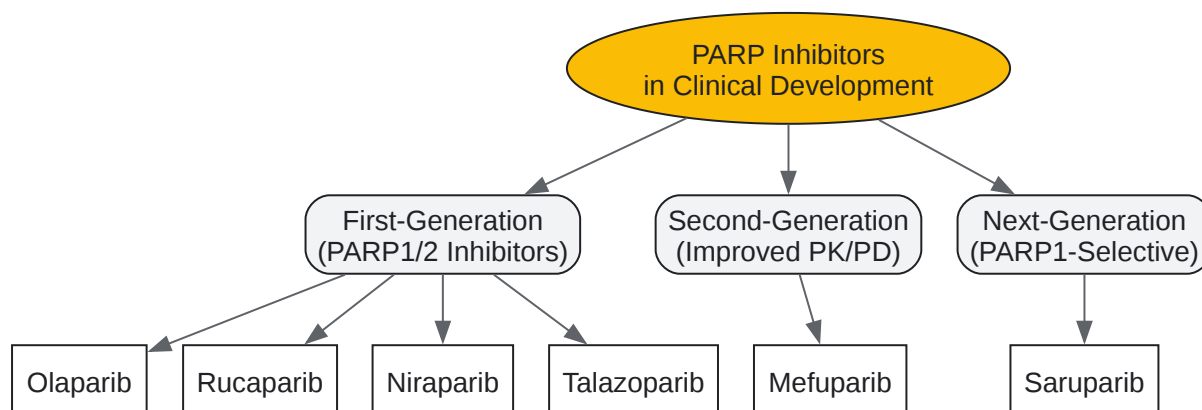 PARP Inhibitors
in Clinical Development
First-Generation
(PARP1/2 Inhibitors)
Second-Generation
(Improved PK/PD)
Next-Generation
(PARP1-Selective)
Olaparib
Rucaparib
Niraparib
Talazoparib
Mefuparib
Saruparib